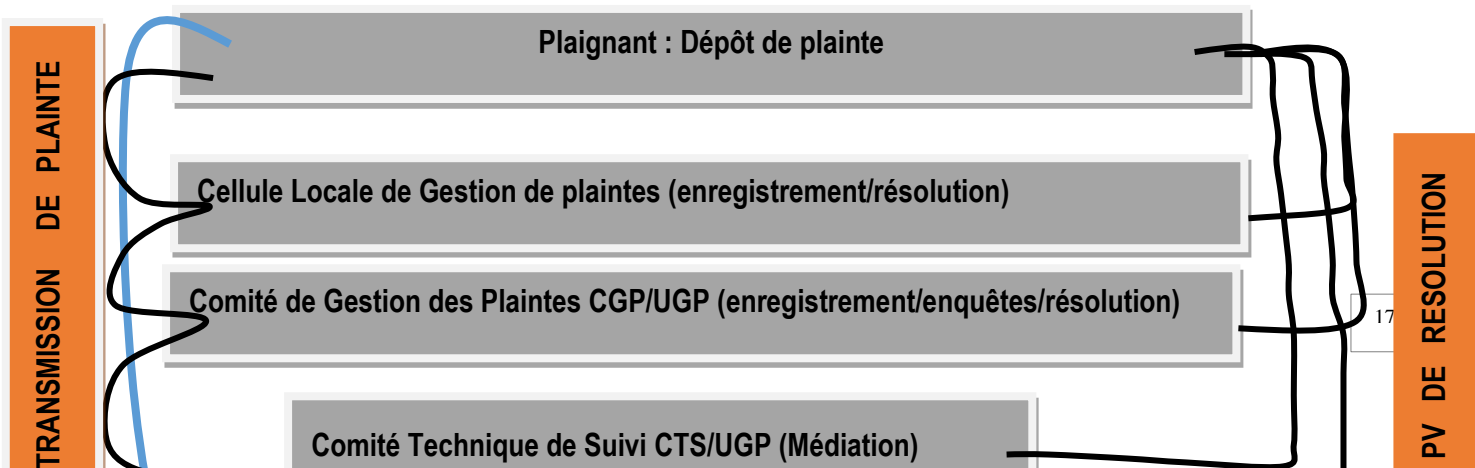 Plaignant : Dépôt de plainte
TRANSMISSION DE PLAINTE
Cellule Locale de Gestion de plaintes (enregistrement/résolution)
Comité de Gestion des Plaintes CGP/UGP (enregistrement/enquêtes/résolution)
17
PV DE RESOLUTION
Comité Technique de Suivi CTS/UGP (Médiation)